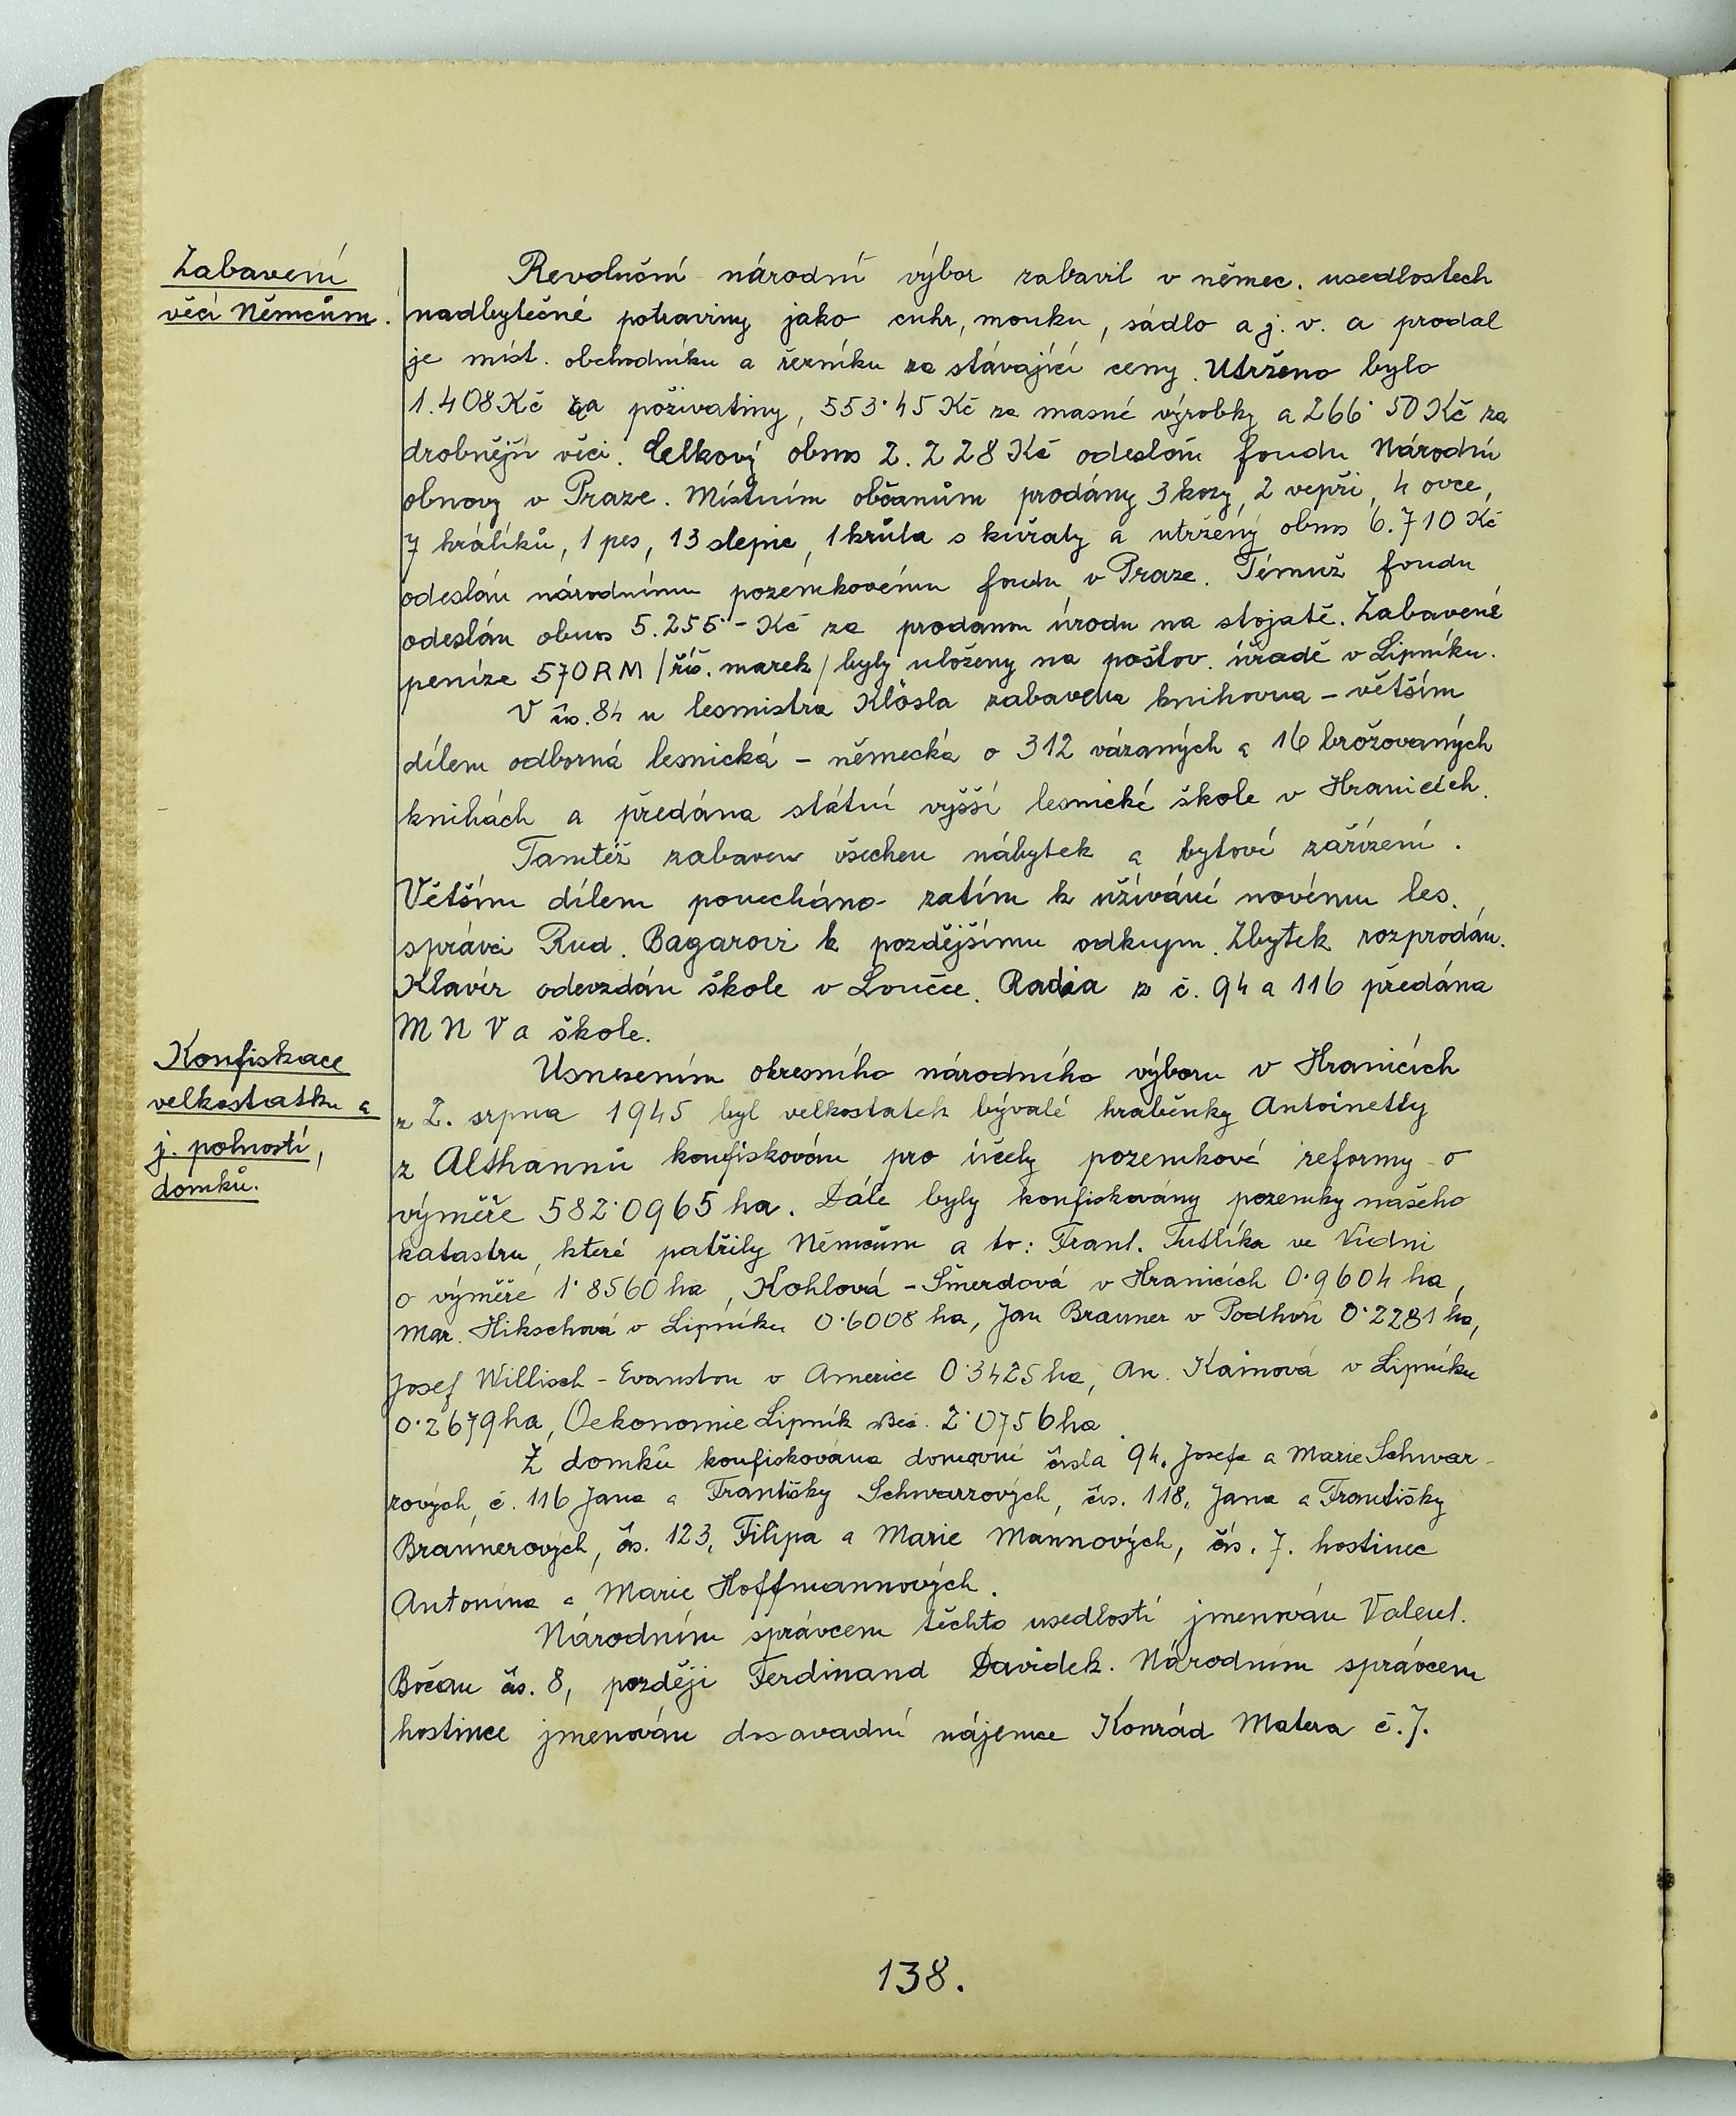 Zabavení
věcí Němcům.
Revoluční národní výbor zabavil v němec. usedlostech
nadbytečné potraviny jako cukr, mouku, sádlo a j. v. a prodal
je míst. obchodníku a řezníku za stávající ceny. Utrženo bylo
1.408 Kč za poživatiny, 553·45 Kč za masné výrobky a 266·50 Kč za
drobnější věci. Celkový obnos 2.228 Kč odeslán fondu Národní
obnovy v Praze. Místním občanům prodány 3 kozy, 2 vepři, 4 ovce,
7 králíků, 1 pes, 13 slepic, 1 krůta s kuřaty a utržený obnos 6.710 Kč
odeslán národnímu pozemkovému fondu v Praze. Témuž fondu
odeslán obnos 5.255·- Kč za prodanou úrodu na stojatě. Zabavené
peníze 570 RM /říš. marek/ byly uloženy na poštov. úřadě v Lipníku.
V čís. 84 u lesmistra Klösla zabavena knihovna – větším
dílem odborná lesnická – německá o 312 vázaných a 16 brožovaných
knihách a předána státní vyšší lesnické škole v Hranicích.
Tamtéž zabaven všechen nábytek a bytové zařízení.
Větším dílem ponecháno zatím k užívání novému les.
správci Rud. Bagarovi k pozdějšímu odkupu. Zbytek rozprodán.
Klavír odevzdán škole v Loučce. Radia z č. 94 a 116 předána
M N V a škole.
Konfiskace
velkostatku a
j. polností,
domků.
Usnesením okresního národního výboru v Hranicích
z 2. srpna 1945 byl velkostatek bývalé hraběnky Antoinetty
z Althannů konfiskován pro účely pozemkové reformy o
výměře 582·0965 ha. Dále byly konfiskovány pozemky našeho
katastru, které patřily Němcům a to: Frant. Tutlíka ve Vídni
o výměře 1·8560 ha, Kohlová – Šmerdová v Hranicích 0·9604 ha,
Mar. Hikschová v Lipníku 0·6008 ha, Jan Brauner v Podhoří 0·2281 ha,
Josef Willisch – Evanston v Americe 0·3425 ha, An. Kainová v Lipníku
0·2679 ha, Oekonomie Lipník Beč. 2·0756 ha.
Z domků konfiskována domovní čísla 94, Josefa a Marie Schwar-
zových, č. 116 Jana a Františky Schwarzových, čís. 118, Jana a Františky
Braunerových, čís. 123, Filipa a Marie Mannových, čís. 7. hostinec
Antonína a Marie Hoffmannových.
Národním správcem těchto usedlostí jmenován Valent.
Bočan čís. 8, později Ferdinand Davidek. Národním správcem
hostince jmenován dosavadní nájemce Konrád Matera č. 7.
138.